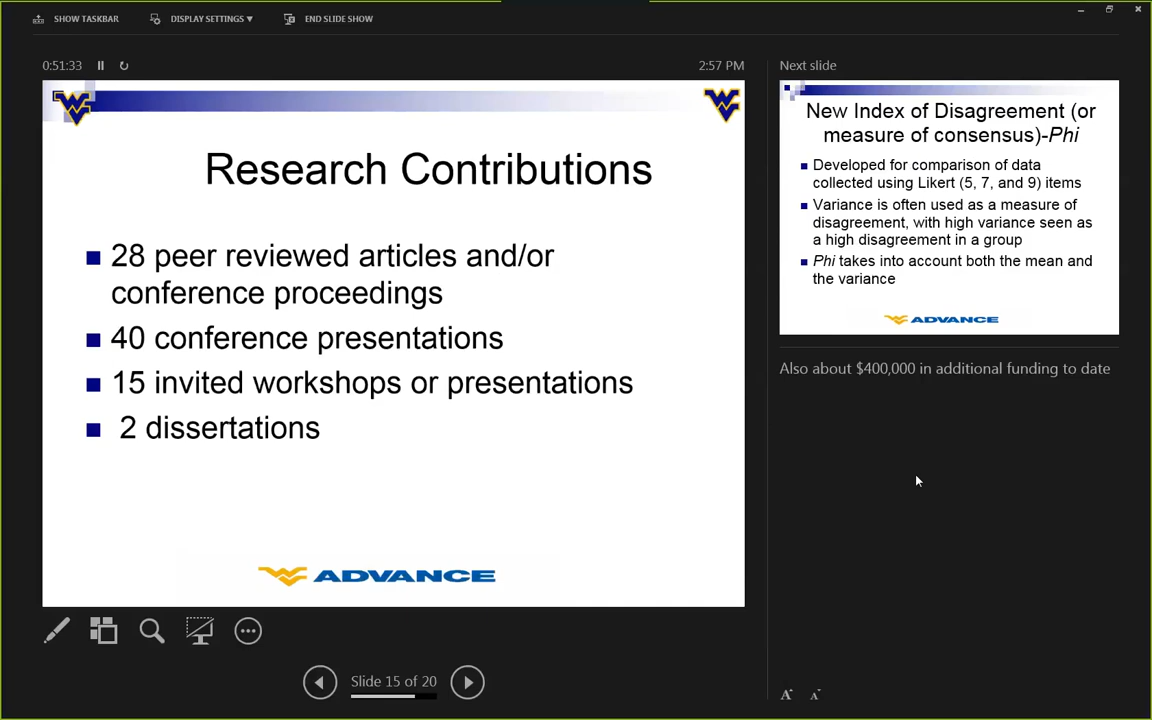 SHOW TASKBAR DISPLAY SETTINGS ▼ END SLIDE SHOW
0:51:33 2:57 PM
Research Contributions
28 peer reviewed articles and/or
conference proceedings
40 conference presentations
15 invited workshops or presentations
2 dissertations
ADVANCE
Slide 15 of 20
Next slide
New Index of Disagreement (or
measure of consensus)-Phi
Developed for comparison of data
collected using Likert (5, 7, and 9) items
Variance is often used as a measure of
disagreement, with high variance seen as
a high disagreement in a group
Phi takes into account both the mean and
the variance
ADVANCE
Also about $400,000 in additional funding to date
A A